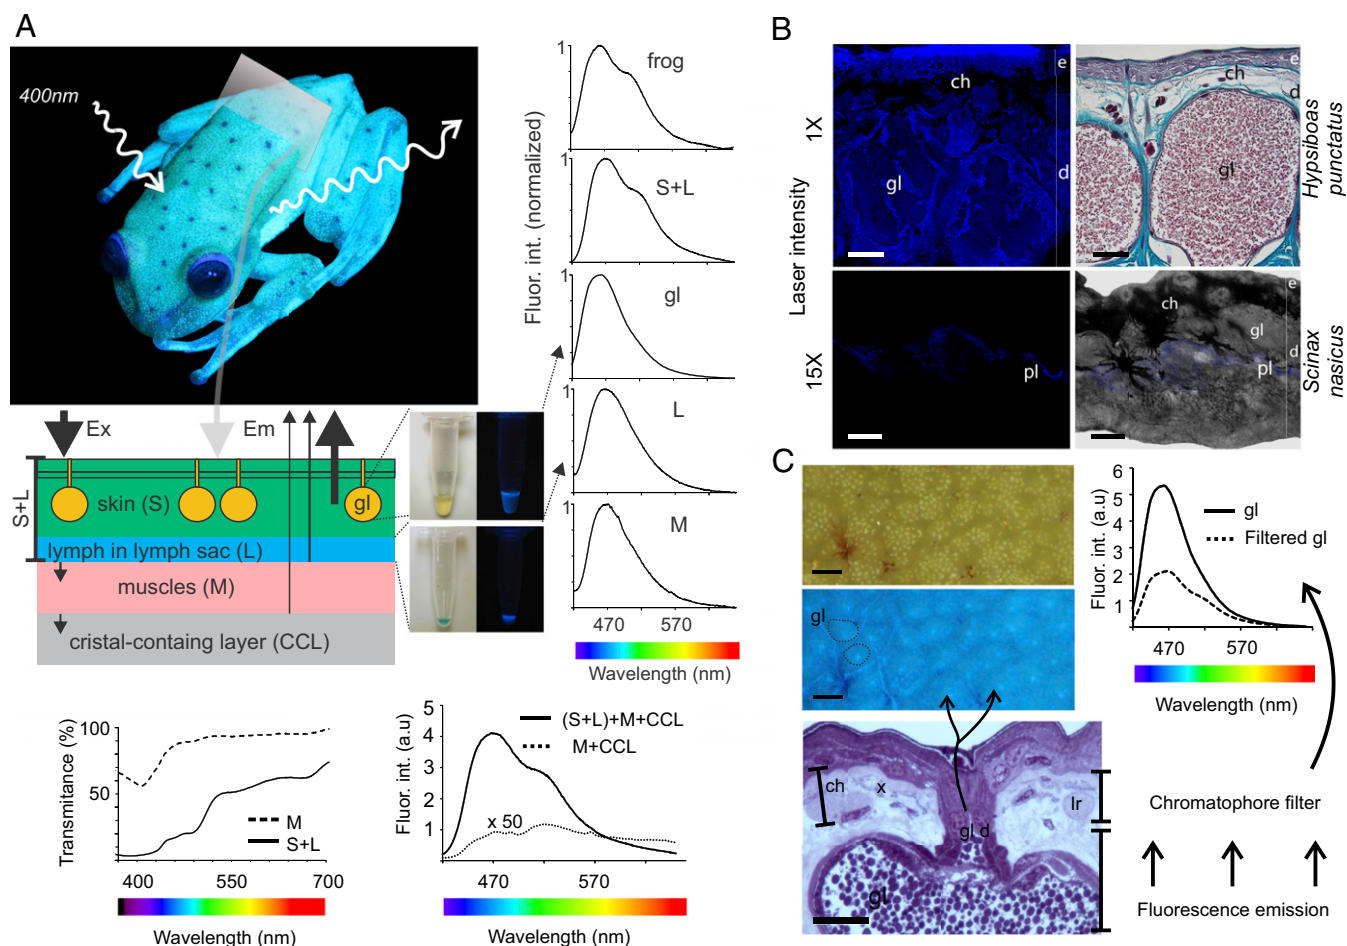 A
400nm
Ex
Em
S+L
skin (S)
gl
lymph in lymph sac (L)
muscles (M)
cristal-containg layer (CCL)
Fluor. int. (normalized)
1
frog
1
S+L
1
gl
1
L
1
M
470 570
Wavelength (nm)
Transmitance (%)
100
50
M
S+L
400 550 700
Wavelength (nm)
Fluor. int. (a.u)
5
4
3
2
1
(S+L)+M+CCL
M+CCL
x 50
470 570
Wavelength (nm)
B
Laser intensity
1X
15X
e
ch
d
gl
e
ch
d
gl
Hypsiboas
punctatus
pl
e
ch
gl
d
pl
Scinax
nasicus
C
gl
ch
x
lr
gl d
gl
Fluor. int. (a.u)
6
5
4
3
2
1
gl
Filtered gl
470 570
Wavelength (nm)
Chromatophore filter
Fluorescence emission